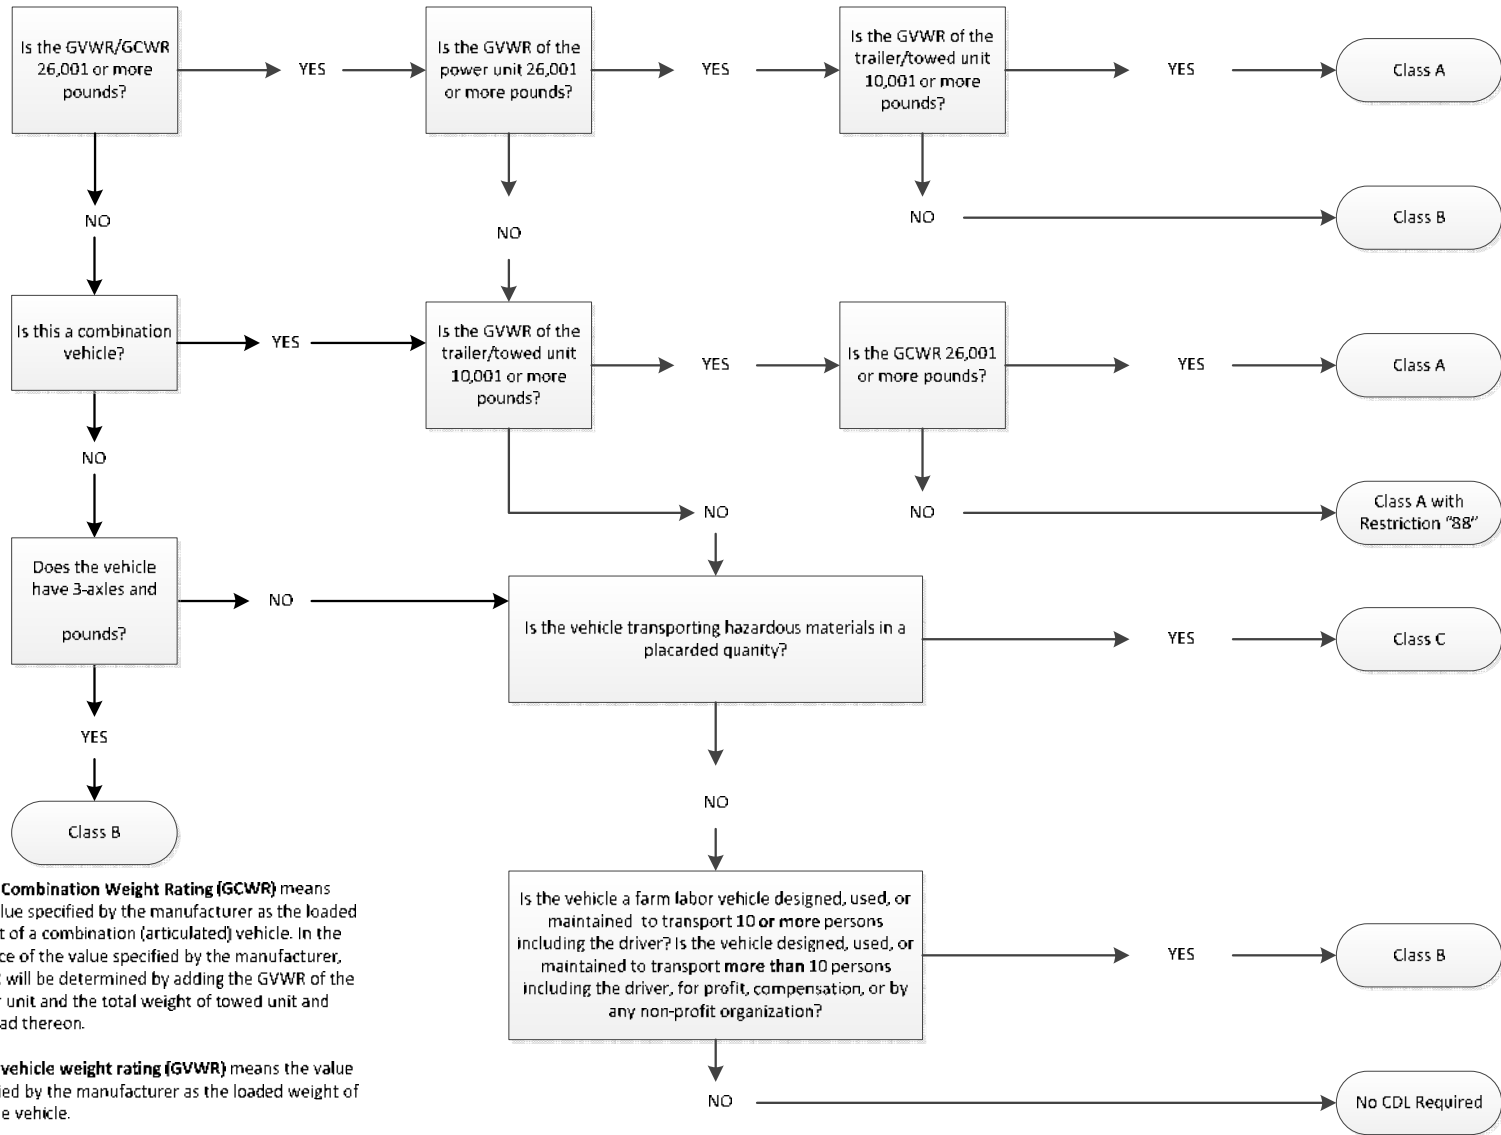 Is the GVWR/GCWR
26,001 or more
pounds?
YES
Is the GVWR of the
power unit 26,001
or more pounds?
YES
Is the GVWR of the
trailer/towed unit
10,001 or more
pounds?
YES
Class A
NO
NO
NO
Class B
Is this a combination
vehicle?
YES
Is the GVWR of the
trailer/towed unit
10,001 or more
pounds?
YES
Is the GCWR 26,001
or more pounds?
YES
Class A
NO
NO
NO
Class A with
Restriction "88"
Does the vehicle
have 3-axles and
pounds?
NO
Is the vehicle transporting hazardous materials in a
placarded quanity?
YES
Class C
YES
NO
Class B
Is the vehicle a farm labor vehicle designed, used, or
maintained to transport 10 or more persons
including the driver? Is the vehicle designed, used, or
maintained to transport more than 10 persons
including the driver, for profit, compensation, or by
any non-profit organization?
YES
Class B
NO
No CDL Required
Combination Weight Rating (GCWR) means
lue specified by the manufacturer as the loaded
t of a combination (articulated) vehicle. In the
ce of the value specified by the manufacturer,
will be determined by adding the GVWR of the
r unit and the total weight of towed unit and
ad thereon.
vehicle weight rating (GVWR) means the value
ied by the manufacturer as the loaded weight of
e vehicle.